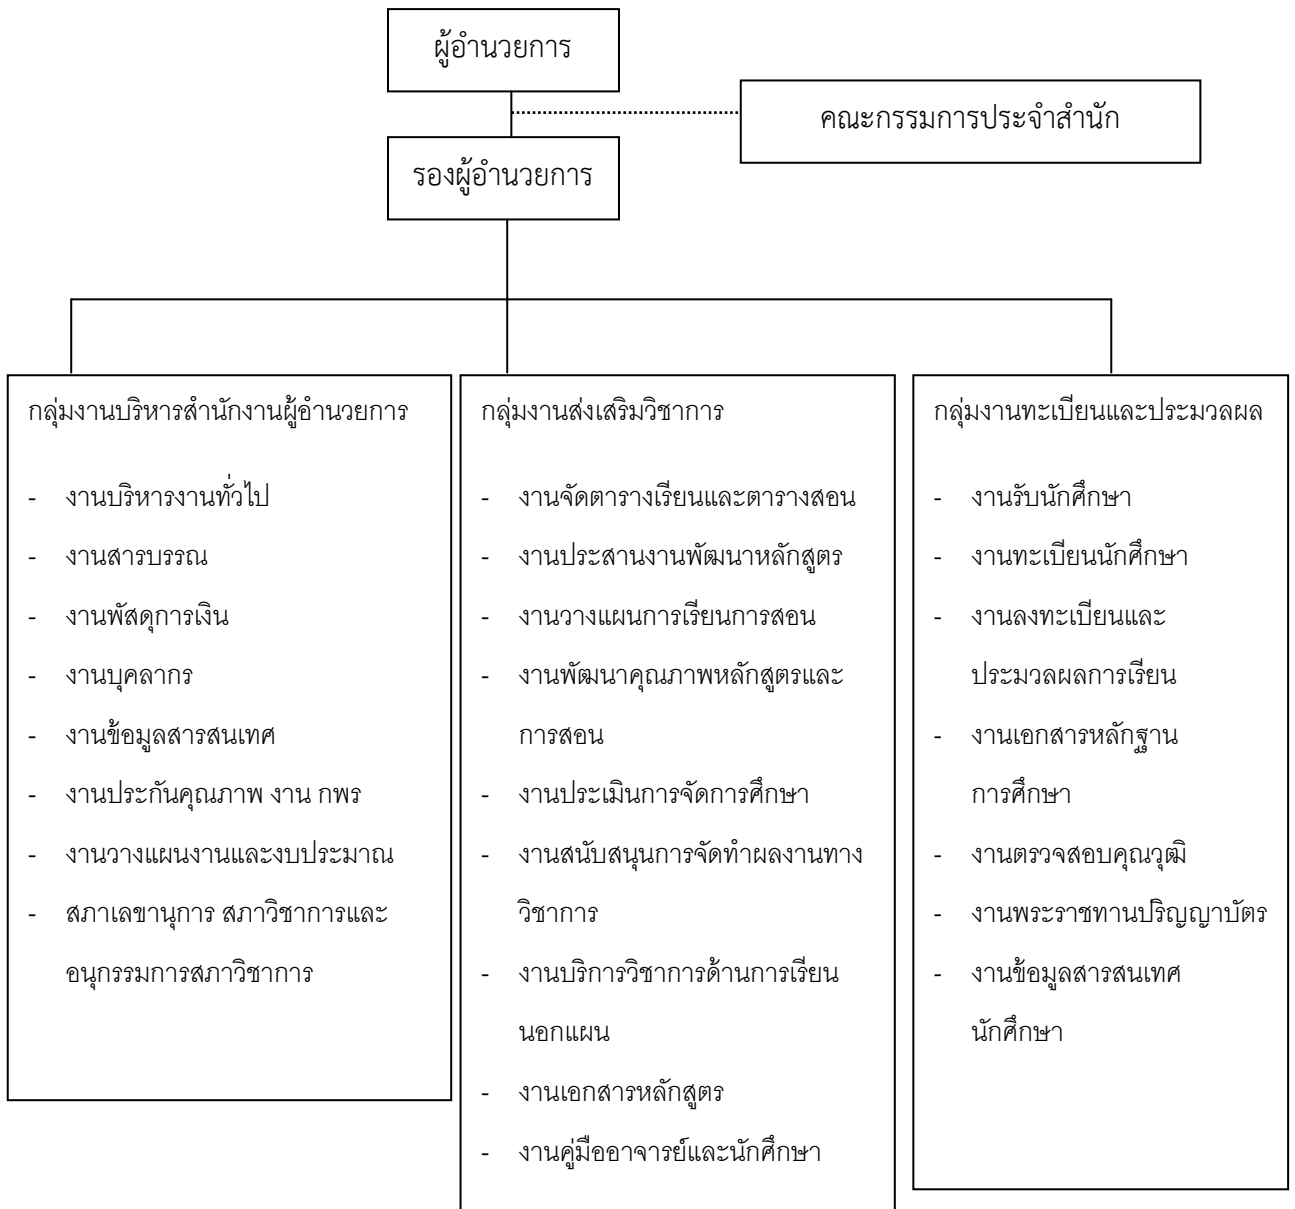 ผู้อำนวยการ
คณะกรรมการประจำสำนัก
รองผู้อำนวยการ
กลุ่มงานบริหารสำนักงานผู้อำนวยการ
- งานบริหารงานทั่วไป
- งานสารบรรณ
- งานพัสดุการเงิน
- งานบุคลากร
- งานข้อมูลสารสนเทศ
- งานประกันคุณภาพ งาน กพร
- งานวางแผนงานและงบประมาณ
- สภาเลขานุการ สภาวิชาการและ
อนุกรรมการสภาวิชาการ
กลุ่มงานส่งเสริมวิชาการ
- งานจัดตารางเรียนและตารางสอน
- งานประสานงานพัฒนาหลักสูตร
- งานวางแผนการเรียนการสอน
- งานพัฒนาคุณภาพหลักสูตรและ
การสอน
- งานประเมินการจัดการศึกษา
- งานสนับสนุนการจัดทำผลงานทาง
วิชาการ
- งานบริการวิชาการด้านการเรียน
นอกแผน
- งานเอกสารหลักสูตร
- งานคู่มืออาจารย์และนักศึกษา
กลุ่มงานทะเบียนและประมวลผล
- งานรับนักศึกษา
- งานทะเบียนนักศึกษา
- งานลงทะเบียนและ
ประมวลผลการเรียน
- งานเอกสารหลักฐาน
การศึกษา
- งานตรวจสอบคุณวุฒิ
- งานพระราชทานปริญญาบัตร
- งานข้อมูลสารสนเทศ
นักศึกษา